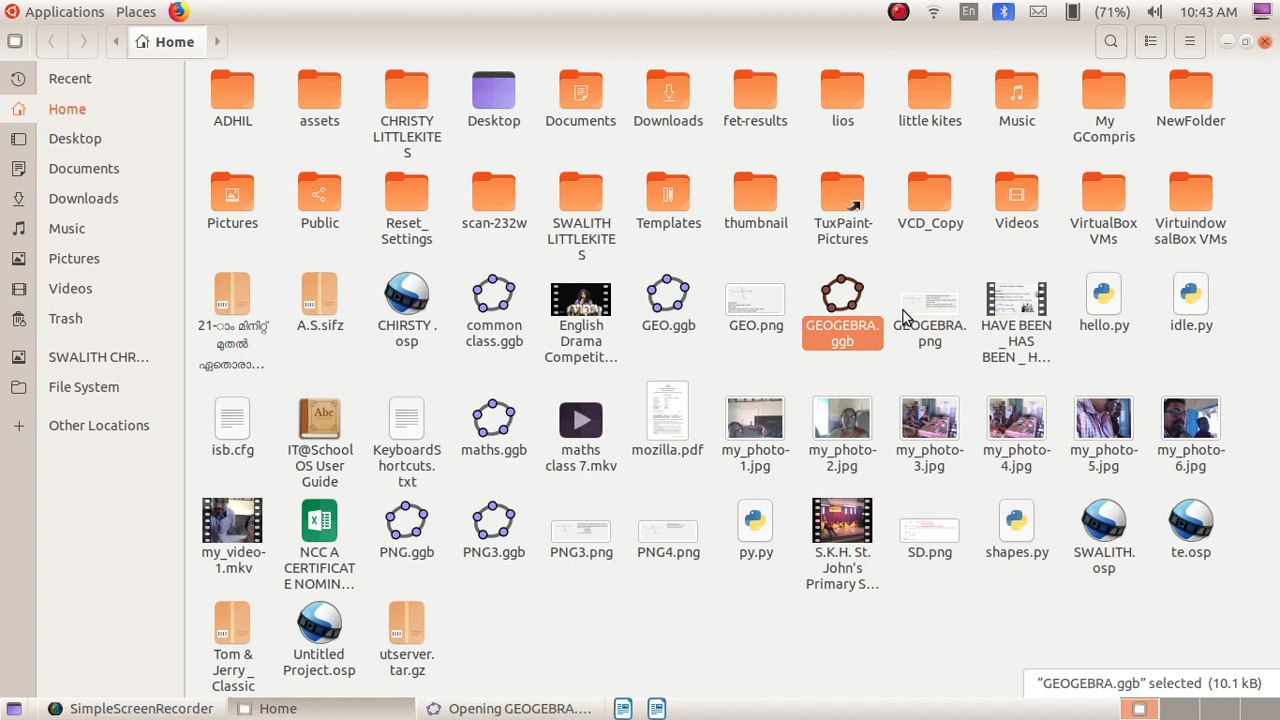 Applications Places En (71%) 10:43 AM
Home
Recent
Home
Desktop
Documents
Downloads
Music
Pictures
Videos
Trash
SWALITH CHR...
File System
Other Locations
ADHIL
assets
CHRISTY
LITTLEKITE
S
Desktop
Documents
Downloads
fet-results
lios
little kites
Music
My
GCompris
NewFolder
Pictures
Public
Reset_
Settings
scan-232w
SWALITH
LITTLEKITE
S
Templates
thumbnail
TuxPaint-
Pictures
VCD_Copy
Videos
VirtualBox
VMs
Virtuindow
salBox VMs
21-ാം മിനിറ്റ്
മുതൽ
ഏതൊരാ...
A.S.sifz
CHIRSTY .
osp
common
class.ggb
English
Drama
Competit...
GEO.ggb
GEO.png
GEOGEBRA.
ggb
GEOGEBRA.
png
HAVE BEEN
_ HAS
BEEN _ H...
hello.py
idle.py
isb.cfg
Abc
IT@School
OS User
Guide
KeyboardS
hortcuts.
txt
maths.ggb
maths
class 7.mkv
mozilla.pdf
my_photo-
1.jpg
my_photo-
2.jpg
my_photo-
3.jpg
my_photo-
4.jpg
my_photo-
5.jpg
my_photo-
6.jpg
my_video-
1.mkv
NCC A
CERTIFICAT
E NOMIN...
PNG.ggb
PNG3.ggb
PNG3.png
PNG4.png
py.py
S.K.H. St.
John's
Primary S...
SD.png
shapes.py
SWALITH.
osp
te.osp
Tom &
Jerry _
Classic
Untitled
Project.osp
utserver.
tar.gz
“GEOGEBRA.ggb” selected (10.1 kB)
SimpleScreenRecorder Home Opening GEOGEBRA....